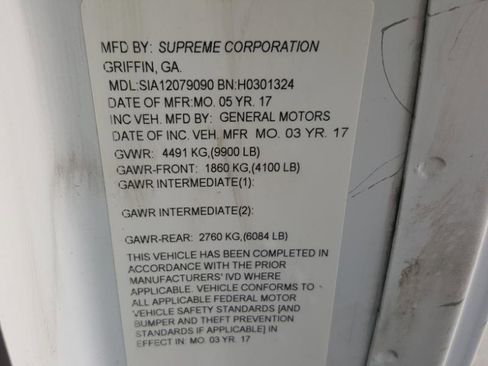 MFD BY: SUPREME CORPORATION
GRIFFIN, GA.
MDL:SIA12079090 BN:H0301324
DATE OF MFR:MO. 05 YR. 17
INC VEH. MFD BY: GENERAL MOTORS
DATE OF INC. VEH. MFR MO. 03 YR. 17
GVWR: 4491 KG,(9900 LB)
GAWR-FRONT: 1860 KG,(4100 LB)
GAWR INTERMEDIATE(1):
GAWR INTERMEDIATE(2):
GAWR-REAR: 2760 KG,(6084 LB)
THIS VEHICLE HAS BEEN COMPLETED IN
ACCORDANCE WITH THE PRIOR
MANUFACTURERS' IVD WHERE
APPLICABLE. VEHICLE CONFORMS TO
ALL APPLICABLE FEDERAL MOTOR
VEHICLE SAFETY STANDARDS [AND
BUMPER AND THEFT PREVENTION
STANDARDS IF APPLICABLE] IN
EFFECT IN. MO. 03 YR. 17